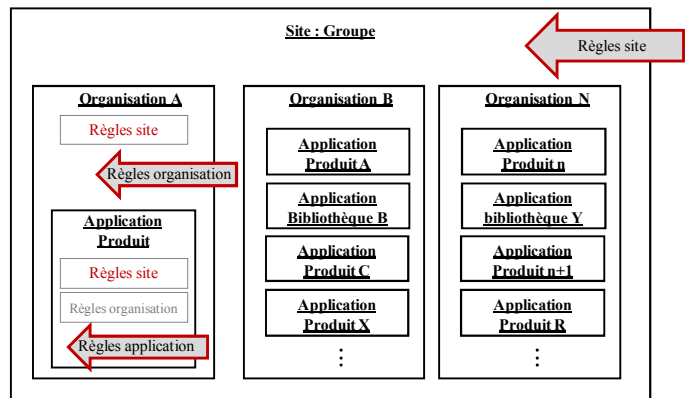 Site : Groupe
Règles site
Organisation A
Règles site
Règles organisation
Application
Produit
Règles site
Règles organisation
Règles application
Organisation B
Application
Produit A
Application
Bibliothèque B
Application
Produit C
Application
Produit X
⋮
Organisation N
Application
Produit n
Application
bibliothèque Y
Application
Produit n+1
Application
Produit R
⋮